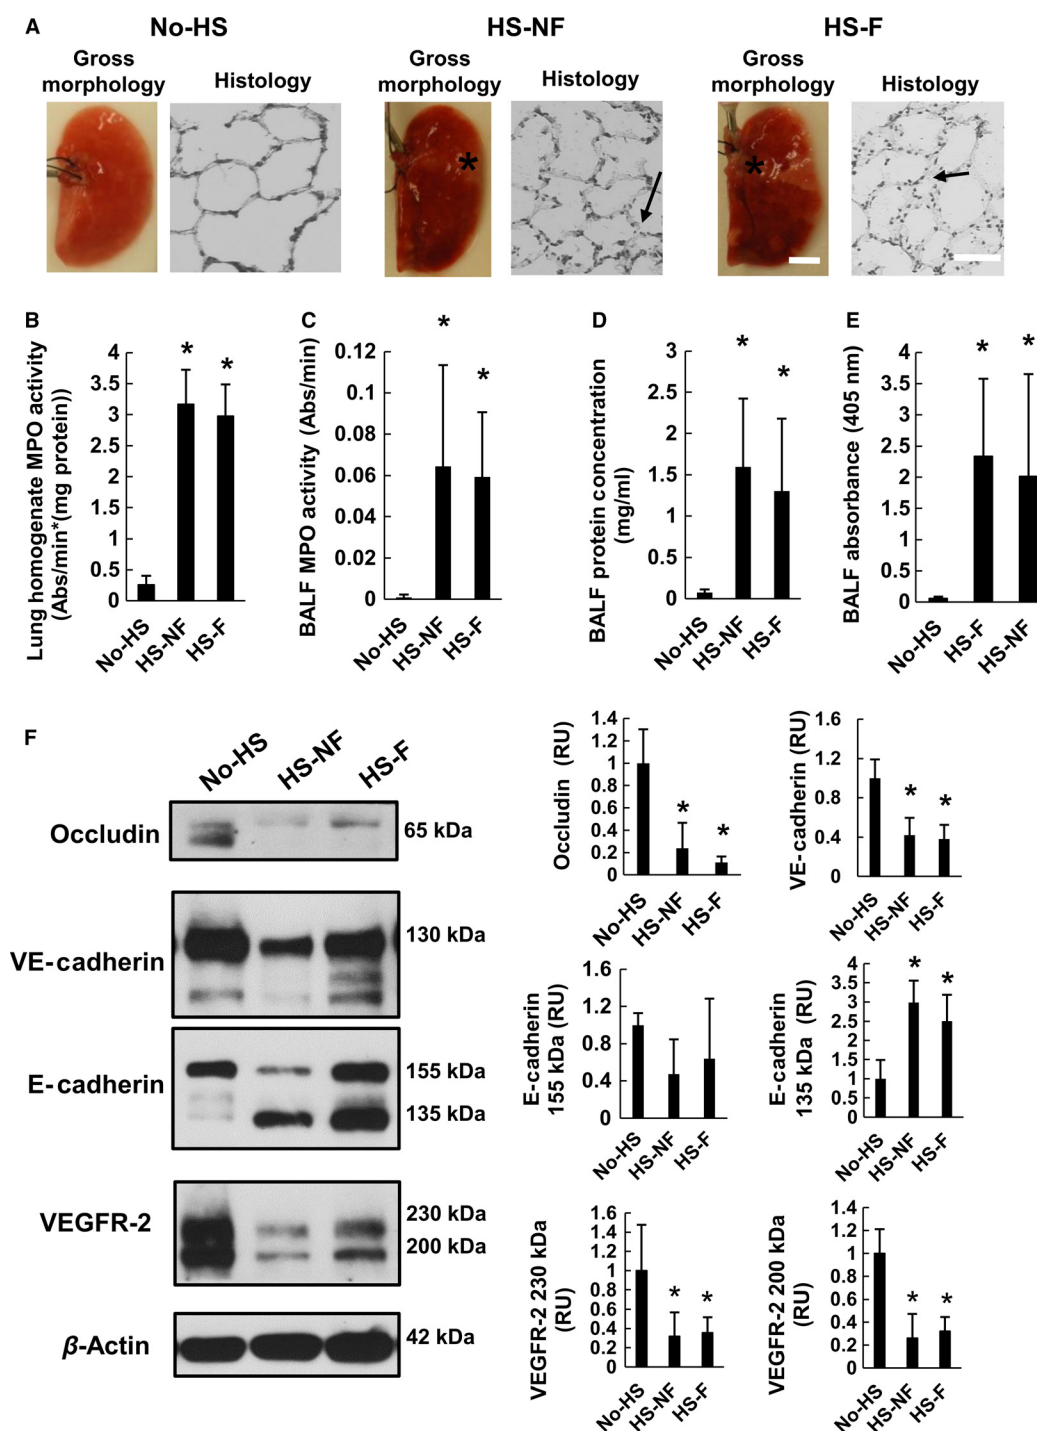 A
No-HS
HS-NF
HS-F
Gross
morphology
Histology
Gross
morphology
Histology
Gross
morphology
Histology
*
*
B
Lung homogenate MPO activity
(Abs/min*(mg protein))
4
3.5
3
2.5
2
1.5
1
0.5
0
*
*
No-HS
HS-NF
HS-F
C
BALF MPO activity (Abs/min)
0.12
0.1
0.08
0.06
0.04
0.02
0
*
*
No-HS
HS-NF
HS-F
D
BALF protein concentration
(mg/ml)
3
2.5
2
1.5
1
0.5
0
*
*
No-HS
HS-NF
HS-F
E
BALF absorbance (405 nm)
4
3.5
3
2.5
2
1.5
1
0.5
0
*
*
No-HS
HS-F
HS-NF
F
No-HS
HS-NF
HS-F
Occludin
65 kDa
VE-cadherin
130 kDa
E-cadherin
155 kDa
135 kDa
VEGFR-2
230 kDa
200 kDa
β-Actin
42 kDa
Occludin (RU)
1.4
1.2
1
0.8
0.6
0.4
0.2
0
*
*
No-HS
HS-NF
HS-F
VE-cadherin (RU)
1.6
1.2
0.8
0.4
0
*
*
No-HS
HS-NF
HS-F
E-cadherin
155 kDa (RU)
1.6
1.2
0.8
0.4
0
No-HS
HS-NF
HS-F
E-cadherin
135 kDa (RU)
4
3.5
3
2.5
2
1.5
1
0.5
0
*
*
No-HS
HS-NF
HS-F
VEGFR-2 230 kDa
(RU)
1.6
1.4
1.2
1
0.8
0.6
0.4
0.2
0
*
*
No-HS
HS-NF
HS-F
VEGFR-2 200 kDa
(RU)
1.4
1.2
1
0.8
0.6
0.4
0.2
0
*
*
No-HS
HS-NF
HS-F